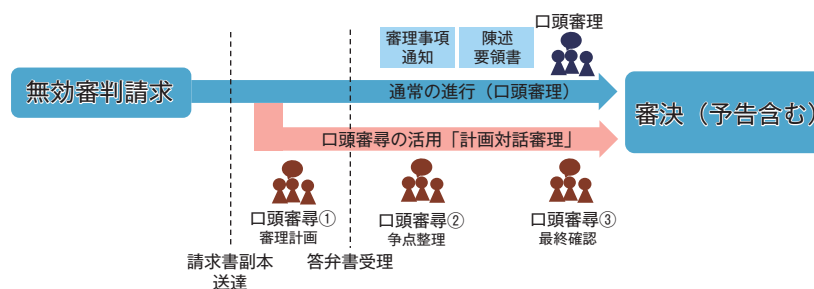 口頭審理
審理事項
通知
陳述
要領書
無効審判請求
通常の進行（口頭審理）
審決（予告含む）
口頭審尋の活用「計画対話審理」
口頭審尋①
審理計画
口頭審尋②
争点整理
口頭審尋③
最終確認
請求書副本
送達
答弁書受理